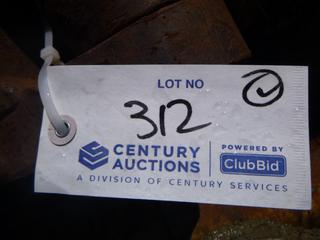 LOT NO
312
CENTURY
AUCTIONS
POWERED BY
ClubBid
A DIVISION OF CENTURY SERVICES